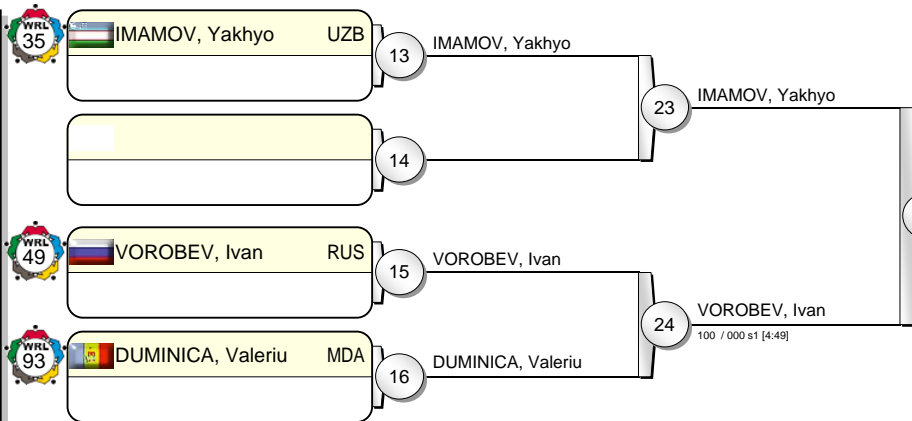 WRL
35
IMAMOV, Yakhyo UZB
13
IMAMOV, Yakhyo
23
IMAMOV, Yakhyo
14
WRL
49
VOROBEV, Ivan RUS
15
VOROBEV, Ivan
24
VOROBEV, Ivan
100 / 000 s1 [4:49]
WRL
93
DUMINICA, Valeriu MDA
16
DUMINICA, Valeriu